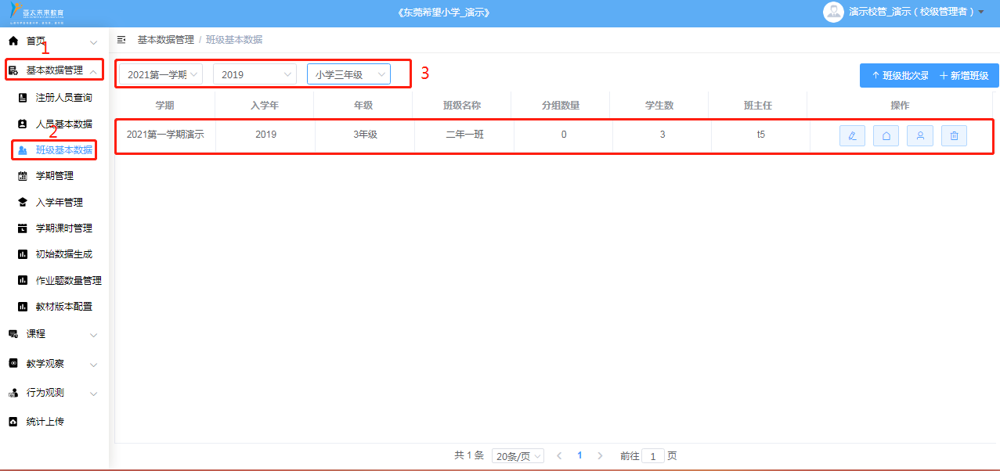 亚太未来教育
《东莞希望小学_演示》
演示校管_演示（校级管理者）
首页
1
基本数据管理
注册人员查询
人员基本数据
2
班级基本数据
学期管理
入学年管理
学期课时管理
初始数据生成
作业题数量管理
教材版本配置
课程
教学观察
行为观测
统计上传
基本数据管理 / 班级基本数据
2021第一学期 2019 小学三年级 3
班级批次录 新增班级
学期 入学年 年级 班级名称 分组数量 学生数 班主任 操作
2021第一学期演示 2019 3年级 二年一班 0 3 t5
共 1 条 20条/页 1 前往 1 页